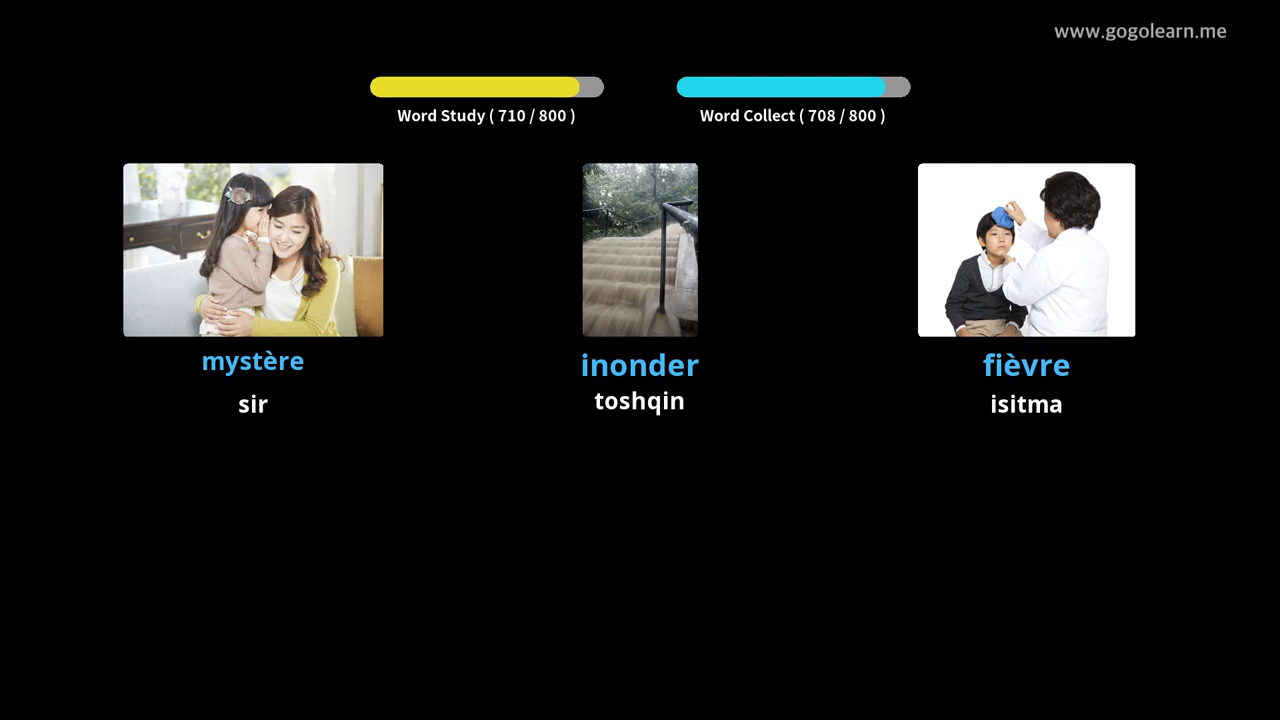 www.gogolearn.me
Word Study ( 710 / 800 )
Word Collect ( 708 / 800 )
mystère
sir
inonder
toshqin
fièvre
isitma